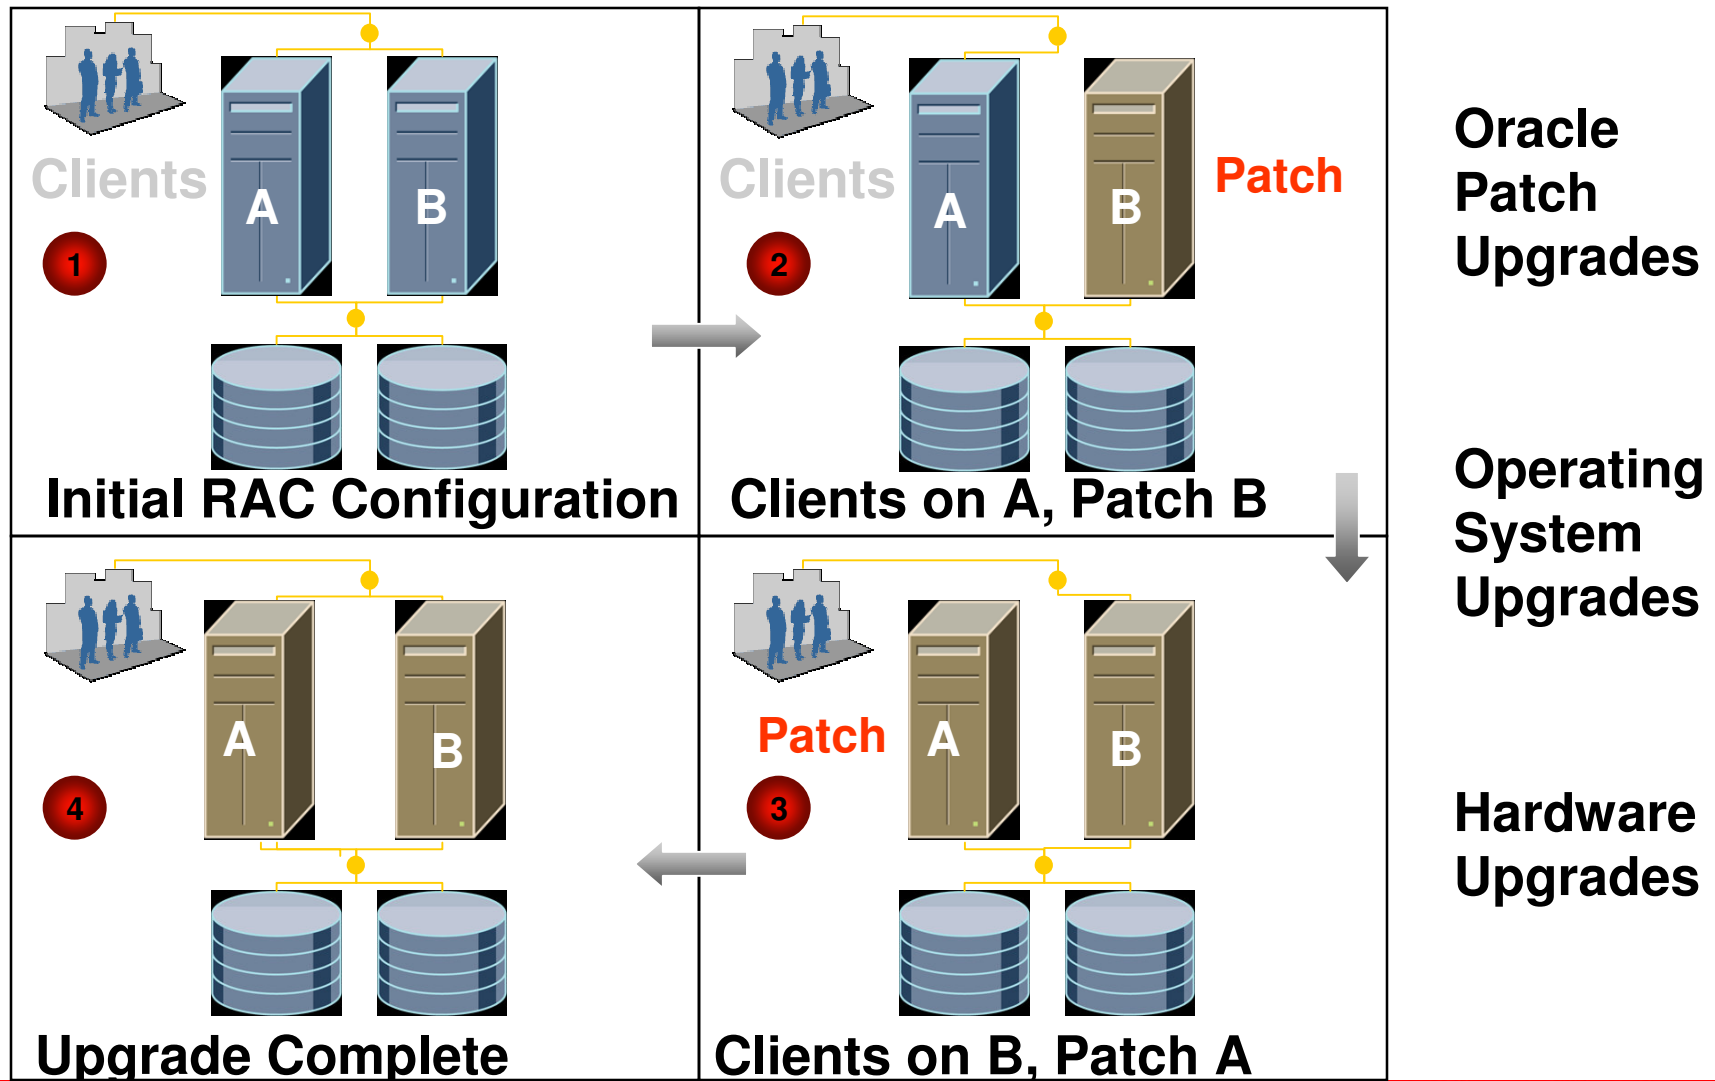 Clients
A
B
1
Initial RAC Configuration
Clients
A
B
Patch
2
Clients on A, Patch B
Patch
A
B
3
Clients on B, Patch A
A
B
4
Upgrade Complete
Oracle
Patch
Upgrades
Operating
System
Upgrades
Hardware
Upgrades